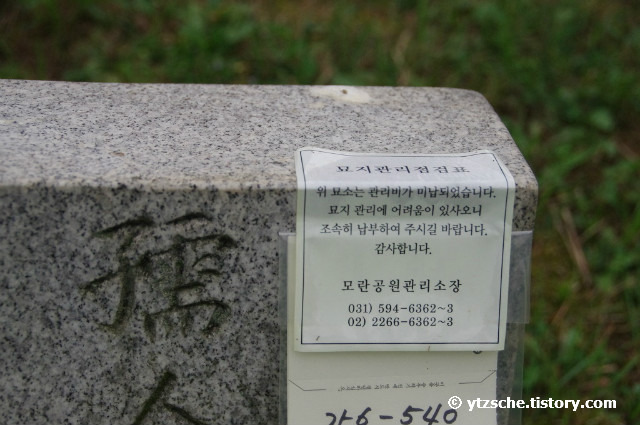 묘지관리점검표
위 묘소는 관리비가 미납되었습니다.
묘지 관리에 어려움이 있사오니
조속히 납부하여 주시길 바랍니다.
감사합니다.
모란공원관리소장
031) 594-6362~3
02) 2266-6362~3
孺
人
256-540
© ytzsche.tistory.com